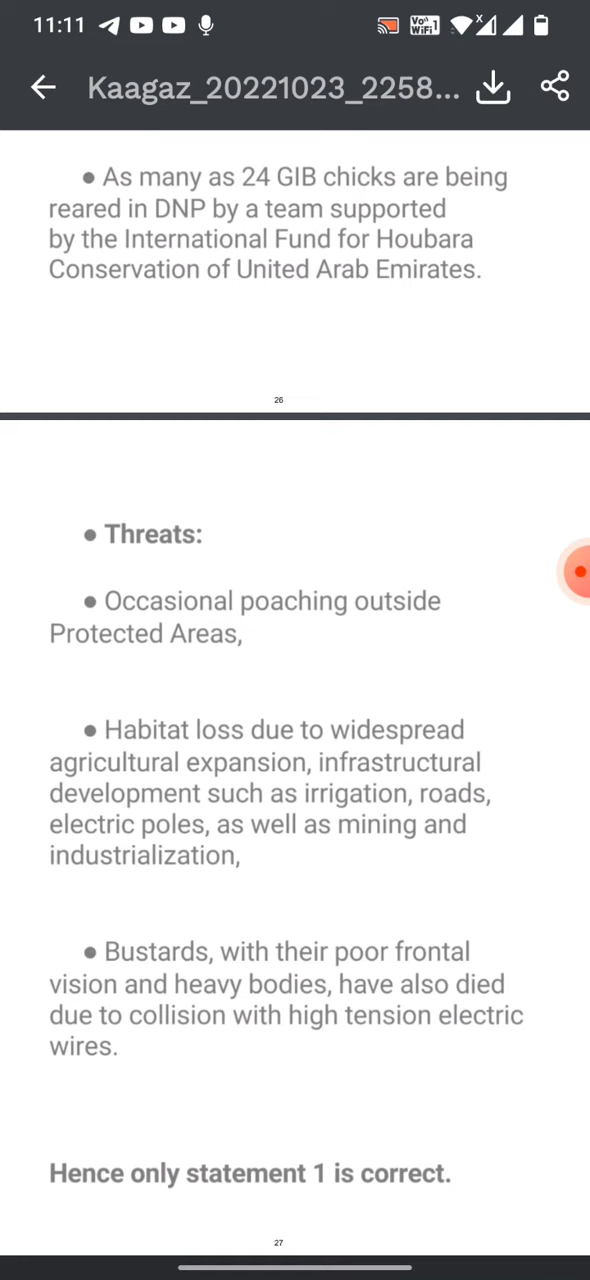 11:11
Vo))
WiFi1
x
Kaagaz_20221023_2258...
● As many as 24 GIB chicks are being
reared in DNP by a team supported
by the International Fund for Houbara
Conservation of United Arab Emirates.
26
● Threats:
● Occasional poaching outside
Protected Areas,
● Habitat loss due to widespread
agricultural expansion, infrastructural
development such as irrigation, roads,
electric poles, as well as mining and
industrialization,
● Bustards, with their poor frontal
vision and heavy bodies, have also died
due to collision with high tension electric
wires.
Hence only statement 1 is correct.
27